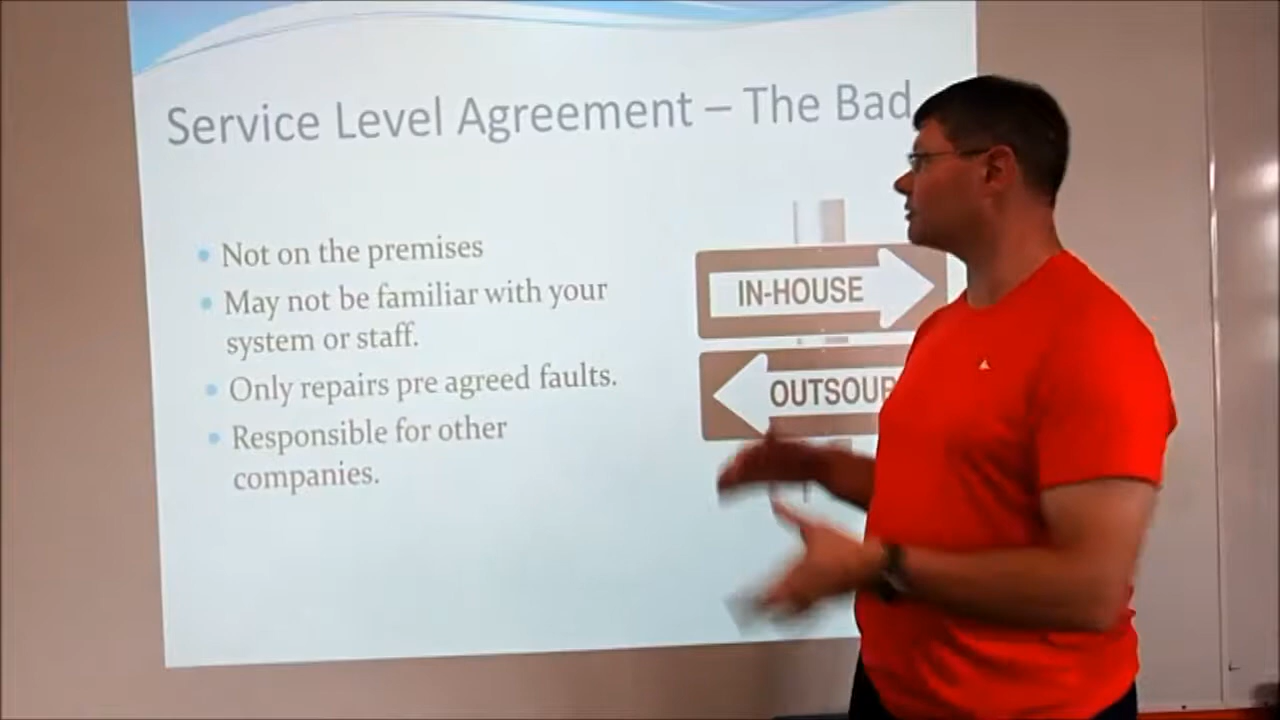 Service Level Agreement – The Bad
Not on the premises
May not be familiar with your
system or staff.
Only repairs pre agreed faults.
Responsible for other
companies.
IN-HOUSE
OUTSOUR